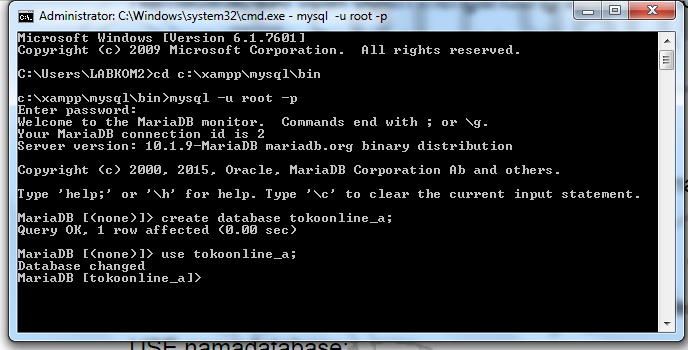 Administrator: C:\Windows\system32\cmd.exe - mysql -u root -p
Microsoft Windows [Version 6.1.7601]
Copyright (c) 2009 Microsoft Corporation. All rights reserved.
C:\Users\LABKOM2>cd c:\xampp\mysql\bin
c:\xampp\mysql\bin>mysql -u root -p
Enter password:
Welcome to the MariaDB monitor. Commands end with ; or \g.
Your MariaDB connection id is 2
Server version: 10.1.9-MariaDB mariadb.org binary distribution
Copyright (c) 2000, 2015, Oracle, MariaDB Corporation Ab and others.
Type 'help;' or '\h' for help. Type '\c' to clear the current input statement.
MariaDB [(none)]> create database tokoonline_a;
Query OK, 1 row affected (0.00 sec)
MariaDB [(none)]> use tokoonline_a;
Database changed
MariaDB [tokoonline_a]>
USE namadatabase;